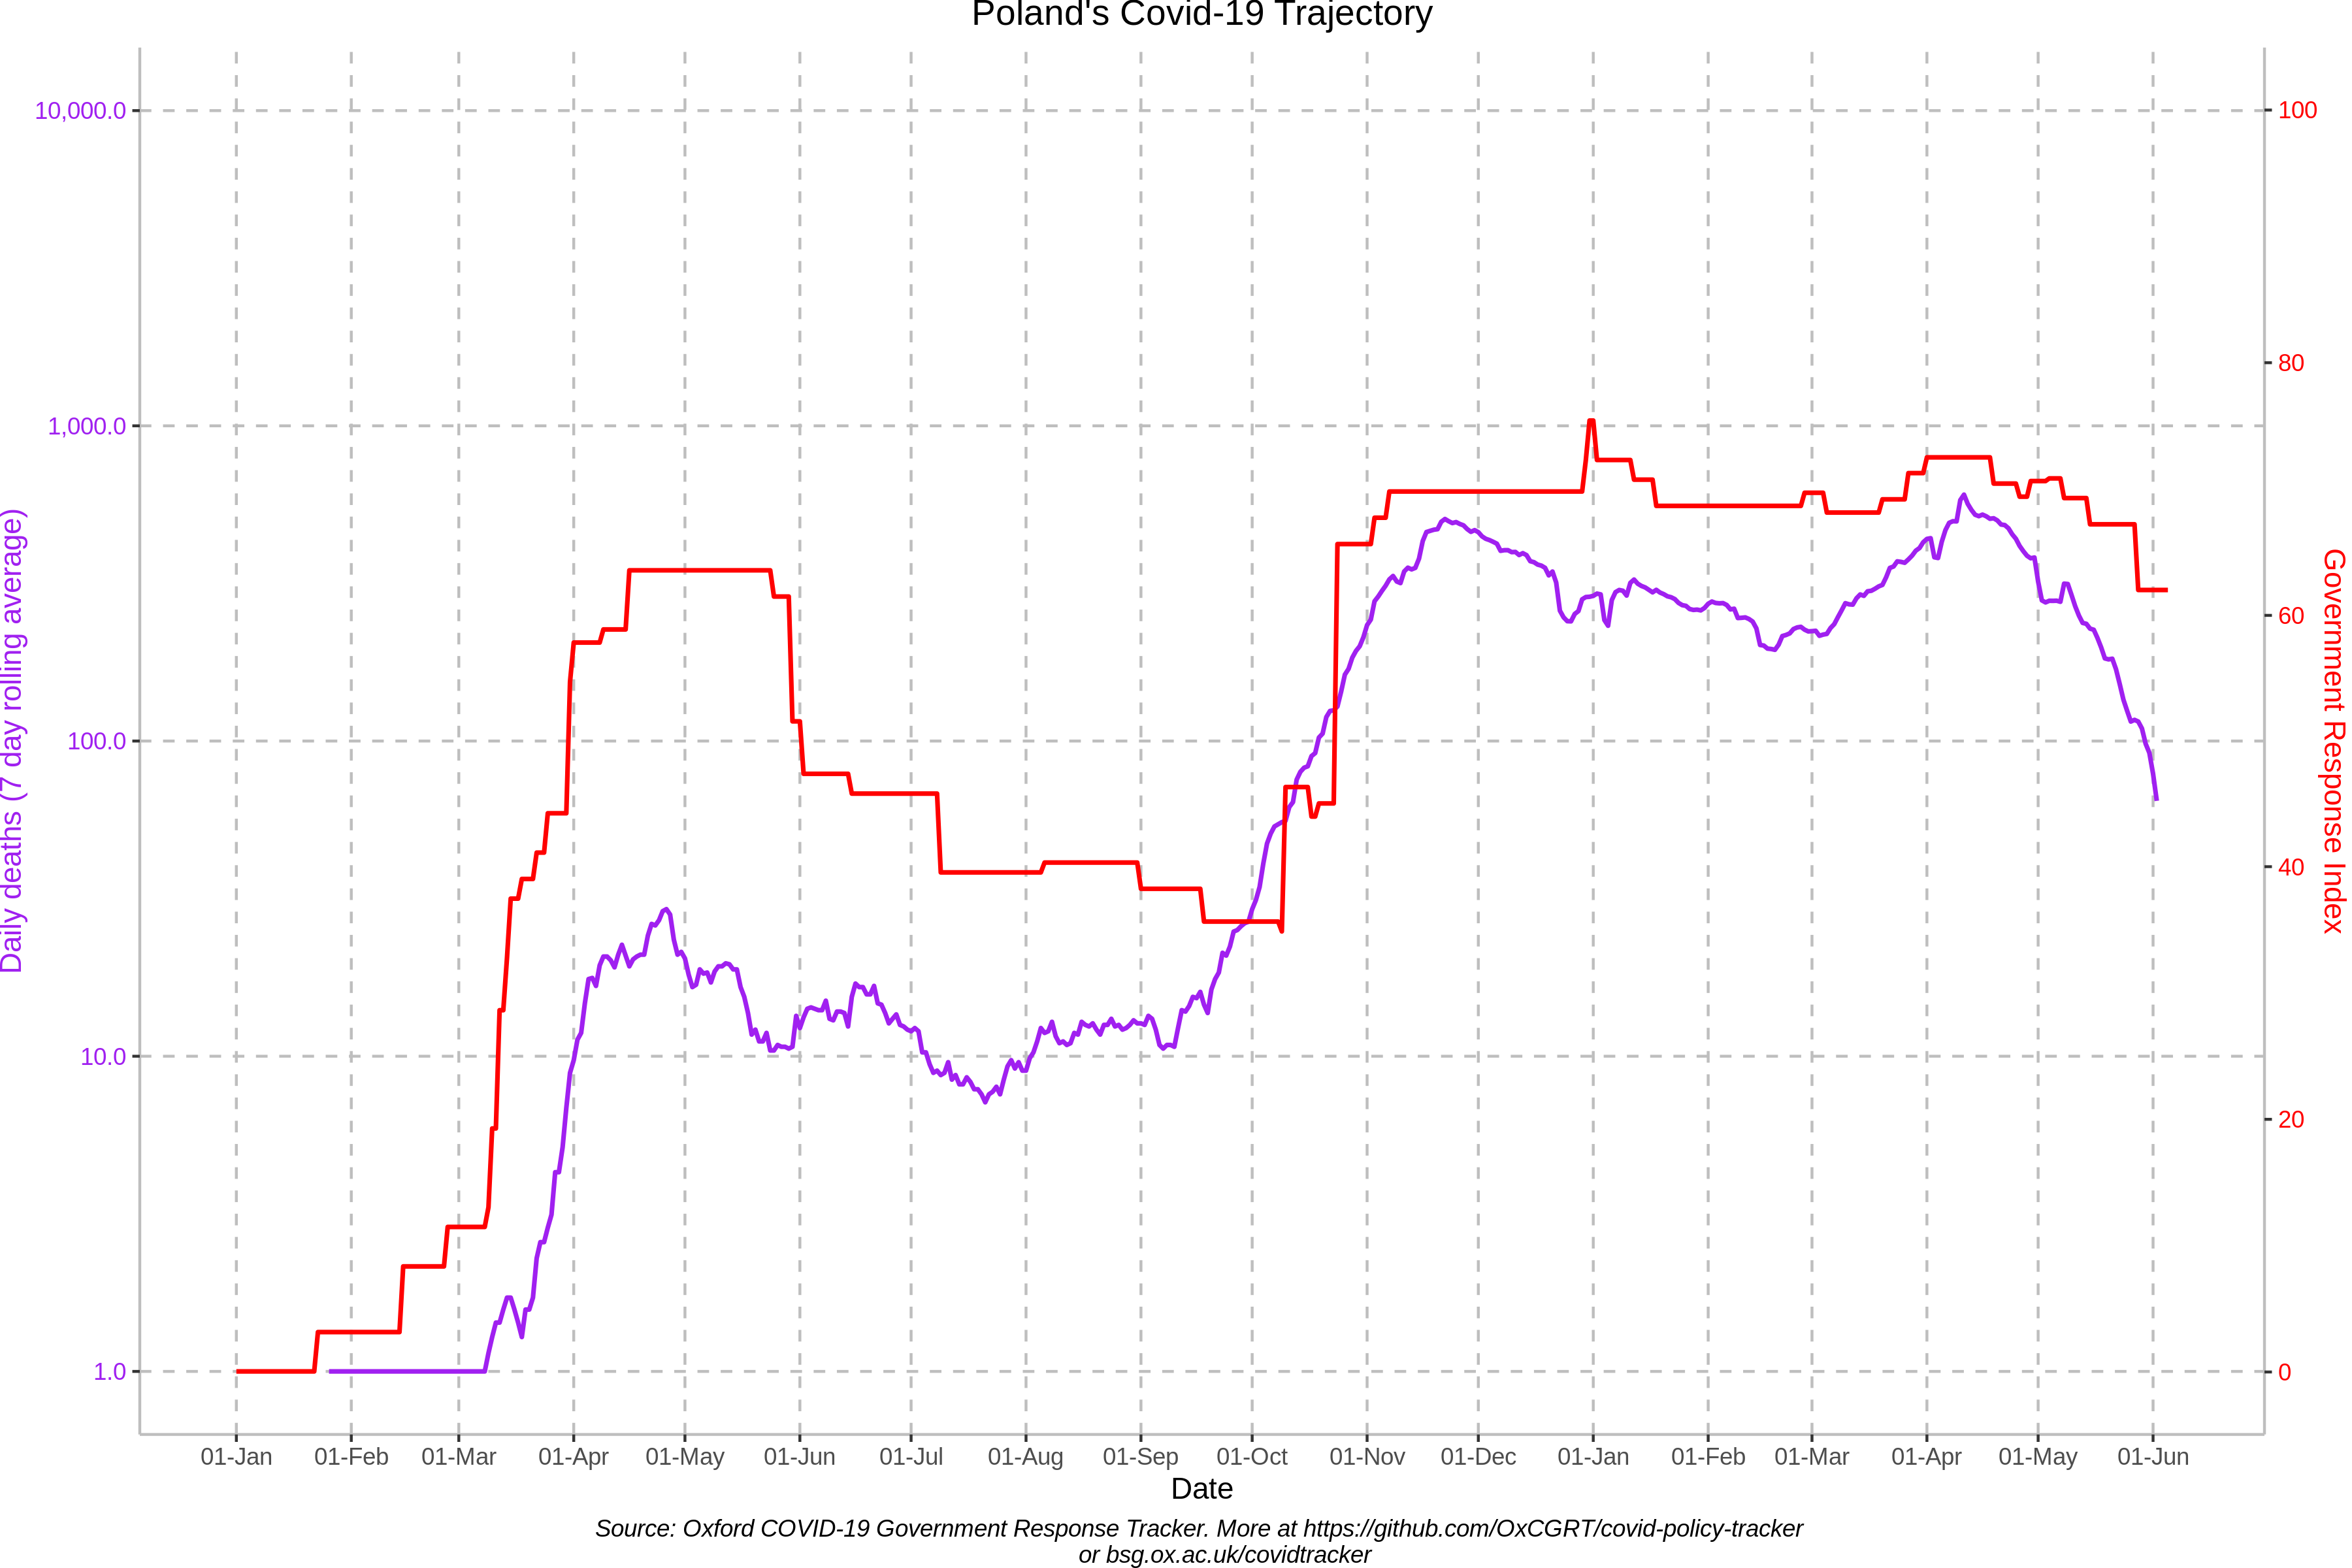 Poland's Covid-19 Trajectory
10,000.0
1,000.0
100.0
10.0
1.0
Daily deaths (7 day rolling average)
100
80
60
40
20
0
Government Response Index
01-Jan 01-Feb 01-Mar 01-Apr 01-May 01-Jun 01-Jul 01-Aug 01-Sep 01-Oct 01-Nov 01-Dec 01-Jan 01-Feb 01-Mar 01-Apr 01-May 01-Jun
Date
Source: Oxford COVID-19 Government Response Tracker. More at https://github.com/OxCGRT/covid-policy-tracker
or bsg.ox.ac.uk/covidtracker